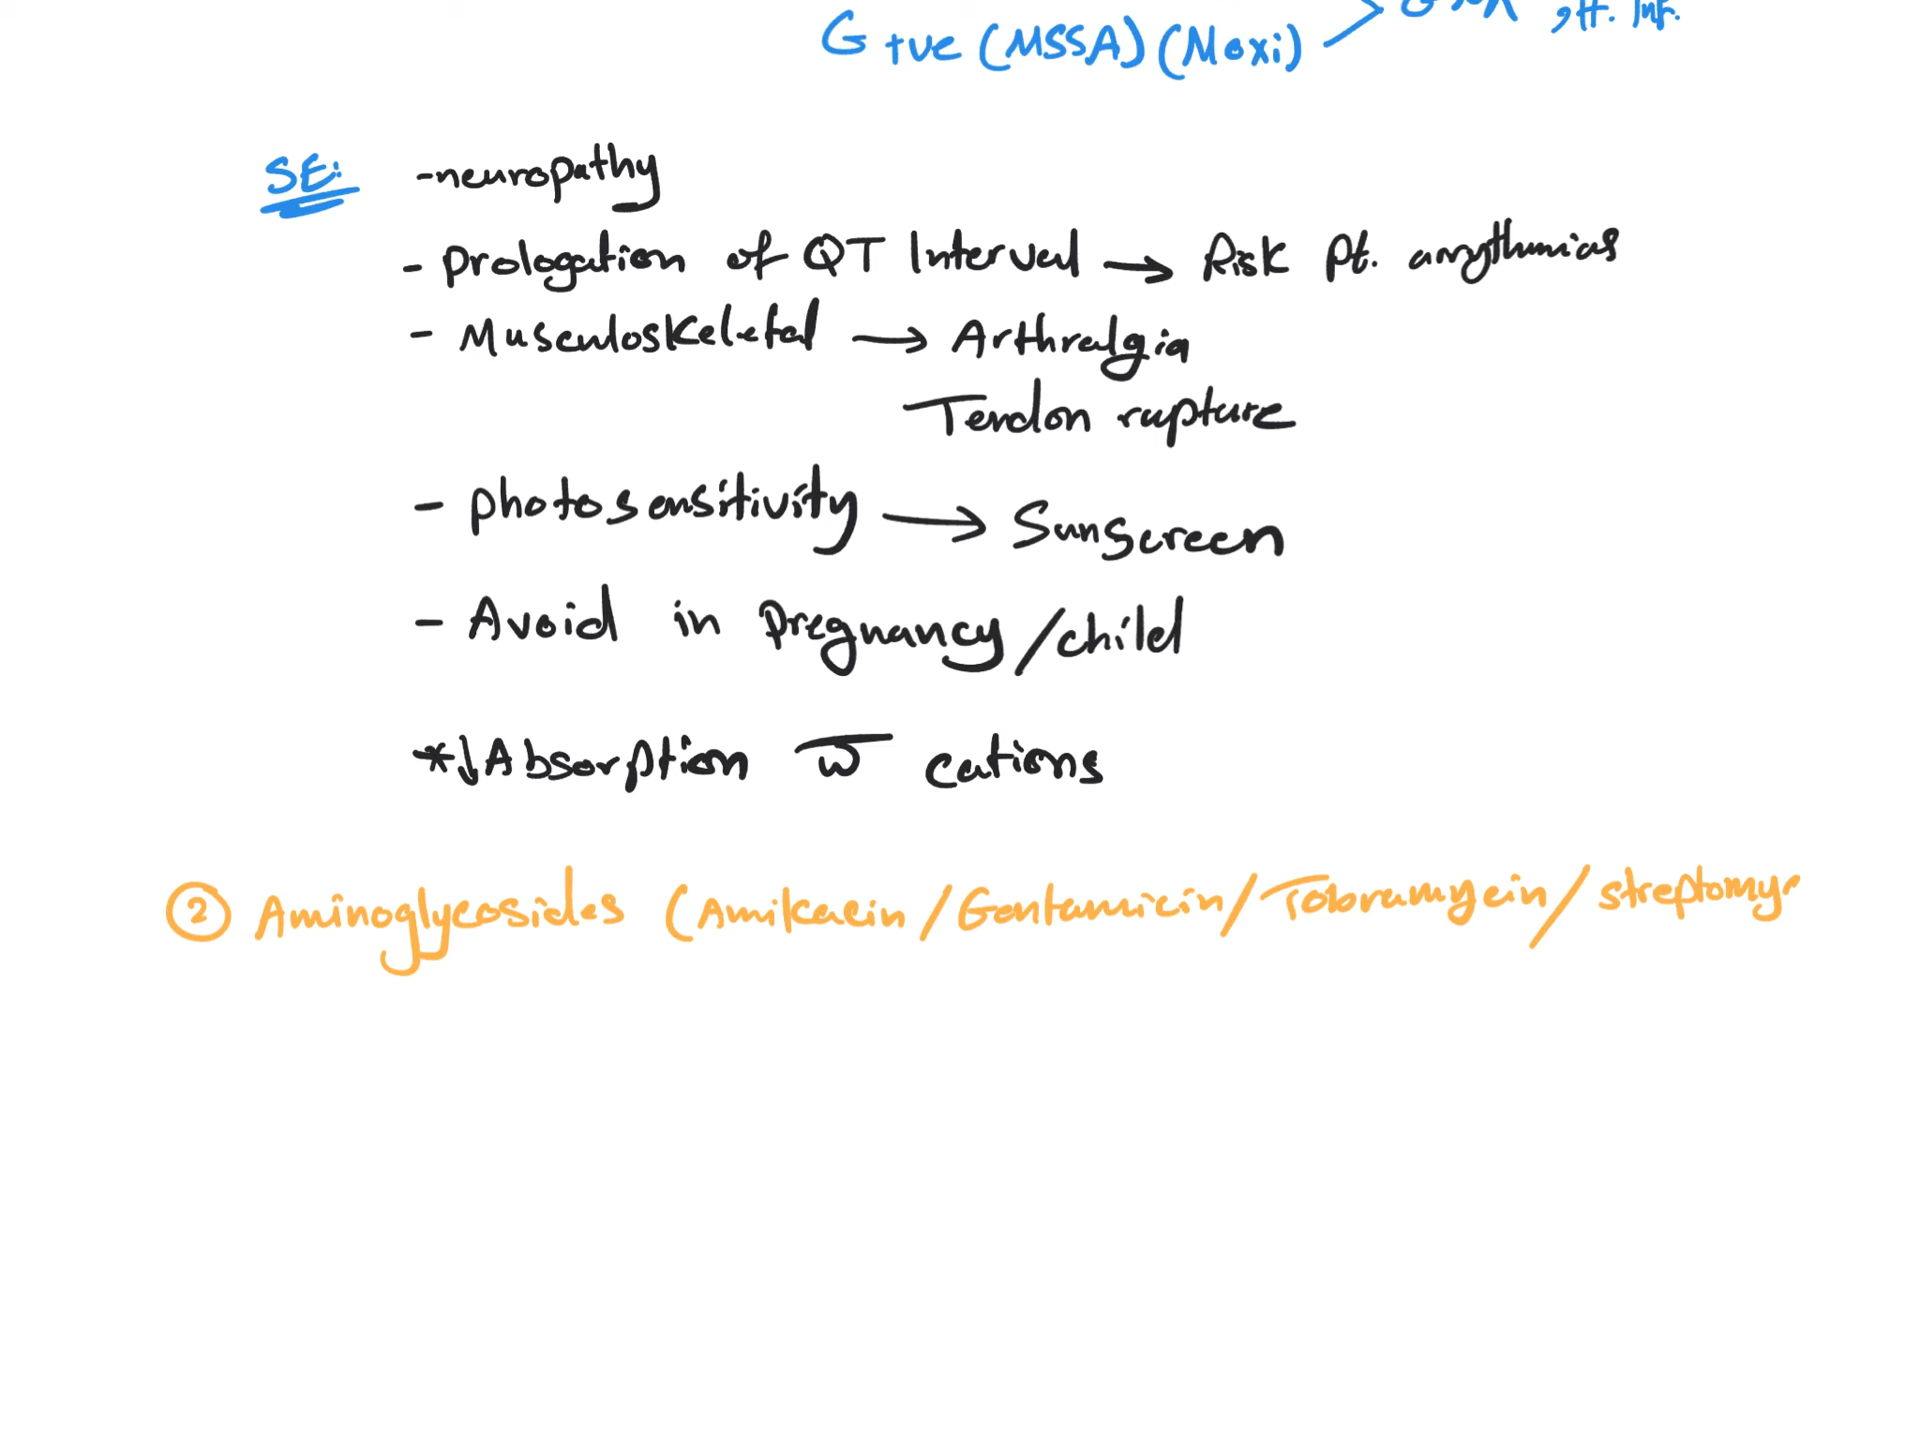 G +ve (MSSA) (Moxi) , Inf.
SE: -neuropathy
- Prologation of QT Interval → Risk Pt. arrythmias
- Musculoskeletal → Arthralgia
Tendon rupture
- photosensitivity → Sunscreen
- Avoid in Pregnancy/child
*↓Absorption w̅ cations
② Aminoglycosides (Amikacin/Gentamicin/Tobramycin/streptomy